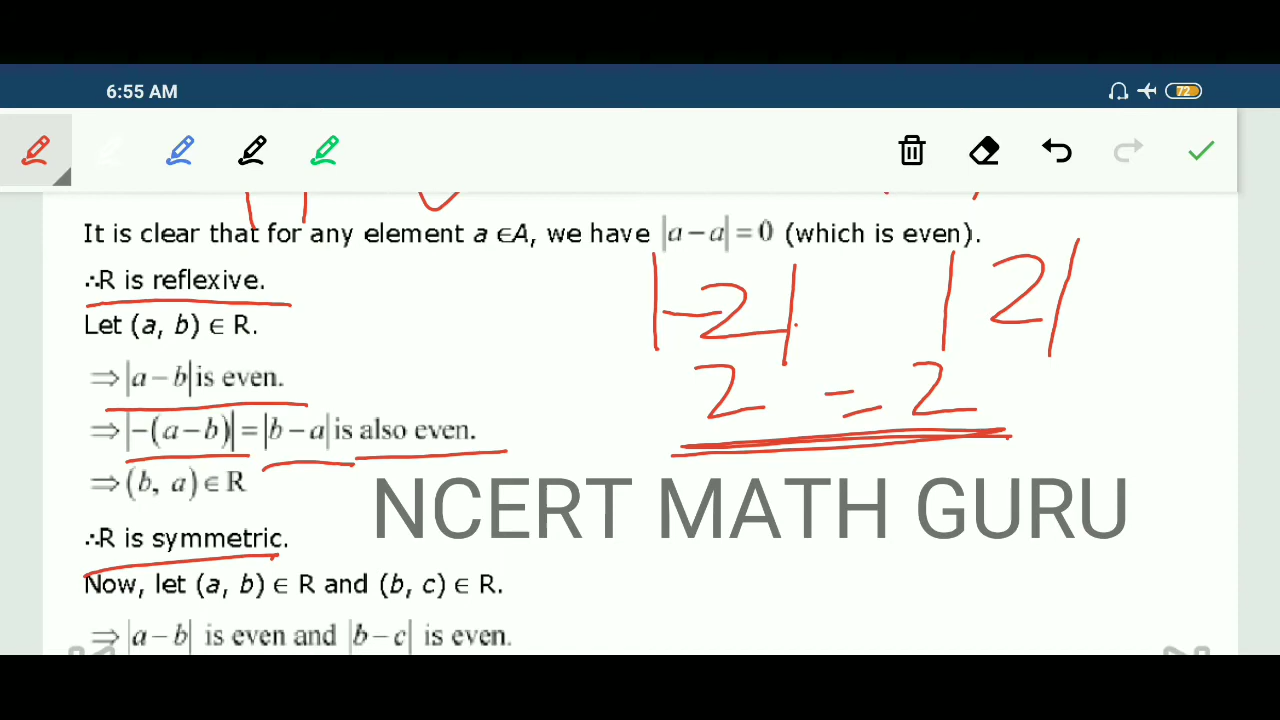 6:55 AM
72
It is clear that for any element a ∈A, we have |a − a| = 0 (which is even).
∴R is reflexive.
|−2| |2|
Let (a, b) ∈ R.
⇒|a − b| is even.
2 = 2
⇒|−(a − b)| = |b − a| is also even.
⇒(b, a) ∈ R
NCERT MATH GURU
∴R is symmetric.
Now, let (a, b) ∈ R and (b, c) ∈ R.
⇒|a − b| is even and |b − c| is even.